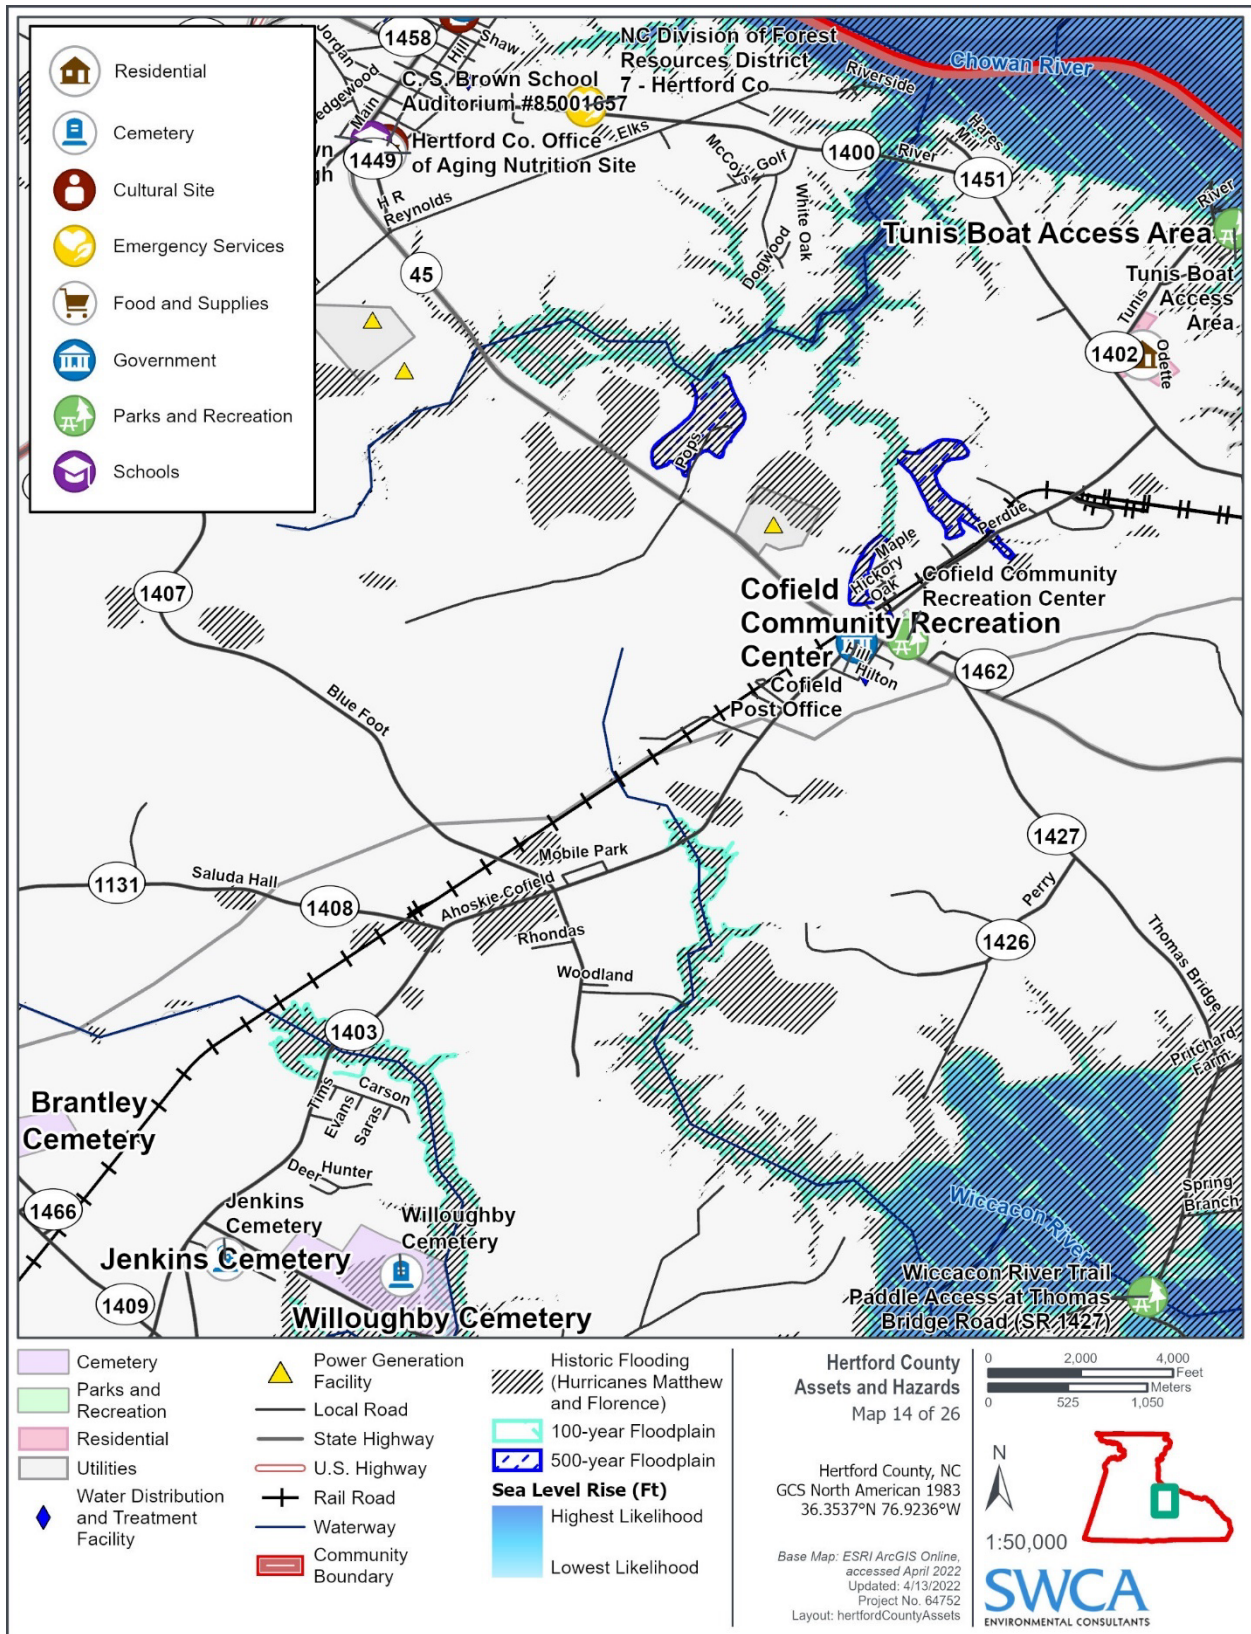 Residential
Cemetery
Cultural Site
Emergency Services
Food and Supplies
Government
Parks and Recreation
Schools
1458
Jordan
Shaw
Hill
Main
NC Division of Forest
Resources District
7 - Hertford Co
Riverside
Chowan River
C. S. Brown School
Auditorium #85001657
Elks
Hertford Co. Office
of Aging Nutrition Site
1449
H R
Reynolds
McCoys
Golf
White Oak
Dogwood
1400
River
Hares
Mill
1451
River
Tunis Boat Access Area
Tunis Boat
Access
Area
Tunis
1402
Odette
45
Pops
1407
Maple
Hickory
Oak
Perdue
Cofield Community
Recreation Center
Cofield
Community Recreation
Center
Hill
Hilton
Cofield
Post Office
1462
Blue Foot
1427
Mobile Park
Ahoskie-Cofield
1131
Saluda Hall
1408
Rhondas
Woodland
Perry
1426
Thomas Bridge
Pritchard
Farm
1403
Tims
Carson
Evans
Saras
Brantley
Cemetery
Deer
Hunter
1466
Jenkins
Cemetery
Jenkins Cemetery
Willoughby
Cemetery
Willoughby Cemetery
1409
Spring
Branch
Wiccacon River
Wiccacon River Trail
Paddle Access at Thomas
Bridge Road (SR 1427)
Cemetery
Parks and
Recreation
Residential
Utilities
Water Distribution
and Treatment
Facility
Power Generation
Facility
Local Road
State Highway
U.S. Highway
Rail Road
Waterway
Community
Boundary
Historic Flooding
(Hurricanes Matthew
and Florence)
100-year Floodplain
500-year Floodplain
Sea Level Rise (Ft)
Highest Likelihood
Lowest Likelihood
Hertford County
Assets and Hazards
Map 14 of 26
Hertford County, NC
GCS North American 1983
36.3537°N 76.9236°W
Base Map: ESRI ArcGIS Online,
accessed April 2022
Updated: 4/13/2022
Project No. 64752
Layout: hertfordCountyAssets
0 2,000 4,000
Feet
Meters
0 525 1,050
N
1:50,000
SWCA
ENVIRONMENTAL CONSULTANTS